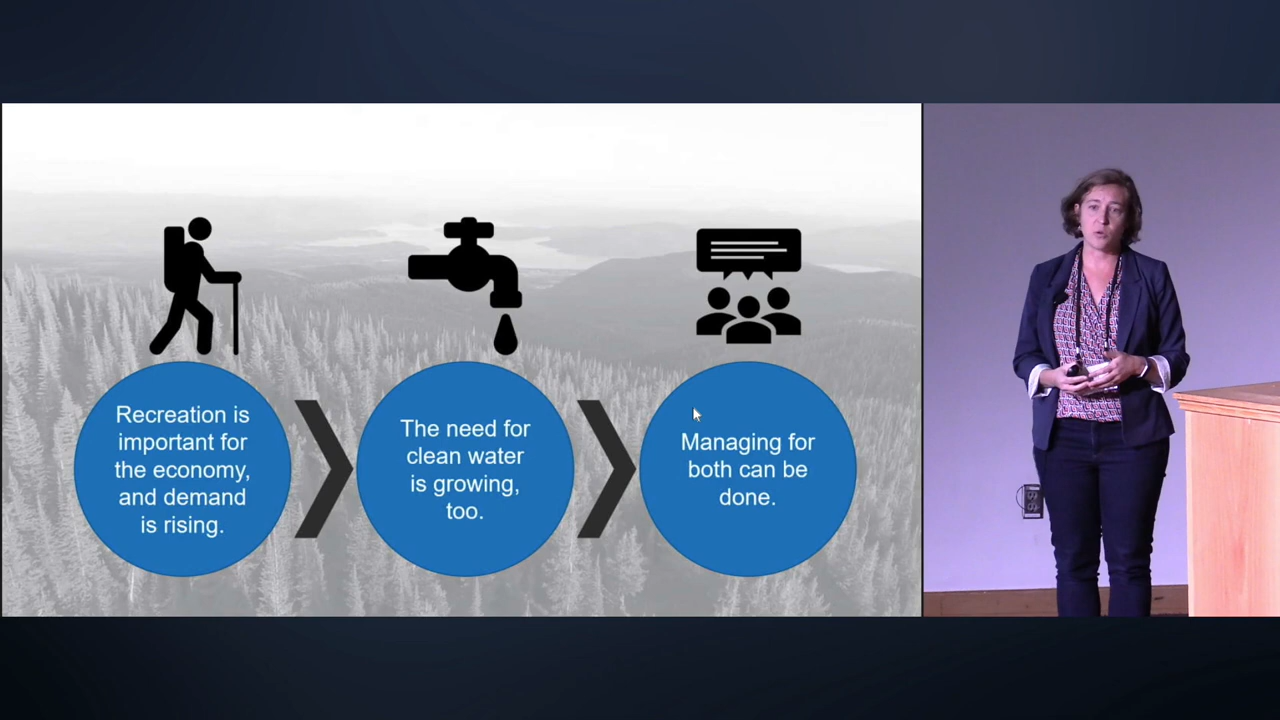 Recreation is
important for
the economy,
and demand
is rising.
The need for
clean water
is growing,
too.
Managing for
both can be
done.